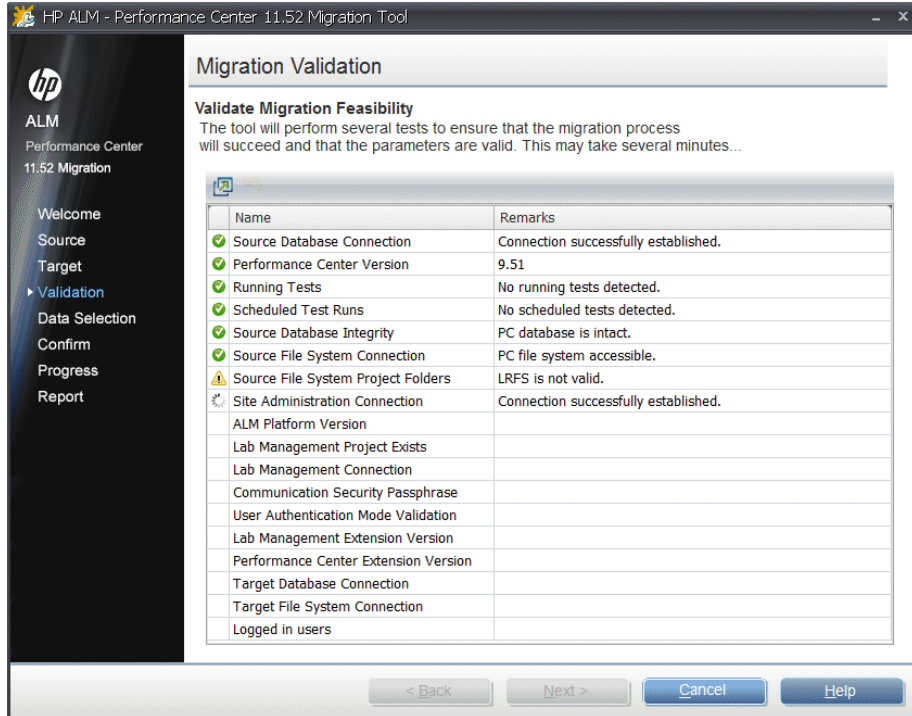 HP ALM - Performance Center 11.52 Migration Tool
hp
ALM
Performance Center
11.52 Migration
Welcome
Source
Target
Validation
Data Selection
Confirm
Progress
Report
Migration Validation
Validate Migration Feasibility
The tool will perform several tests to ensure that the migration process
will succeed and that the parameters are valid. This may take several minutes...
Name Remarks
Source Database Connection Connection successfully established.
Performance Center Version 9.51
Running Tests No running tests detected.
Scheduled Test Runs No scheduled tests detected.
Source Database Integrity PC database is intact.
Source File System Connection PC file system accessible.
Source File System Project Folders LRFS is not valid.
Site Administration Connection Connection successfully established.
ALM Platform Version
Lab Management Project Exists
Lab Management Connection
Communication Security Passphrase
User Authentication Mode Validation
Lab Management Extension Version
Performance Center Extension Version
Target Database Connection
Target File System Connection
Logged in users
< Back Next > Cancel Help